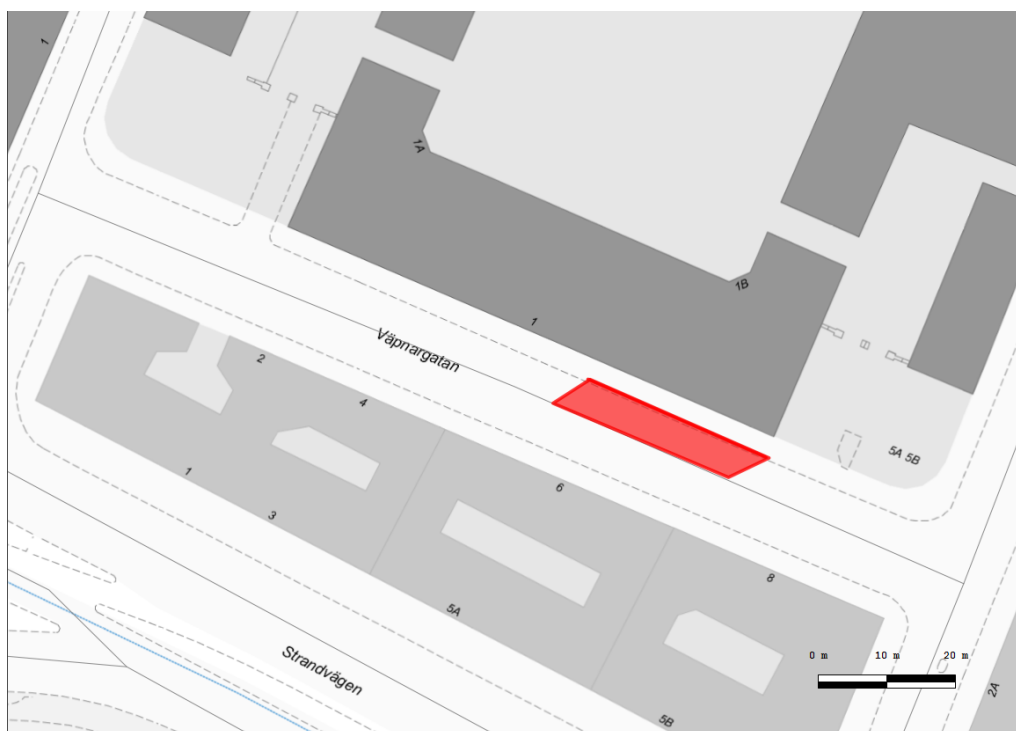 1
1A
1B
1
Väpnargatan
2
4
5A 5B
6
1
3
8
5A
0 m 10 m 20 m
Strandvägen
2A
5B